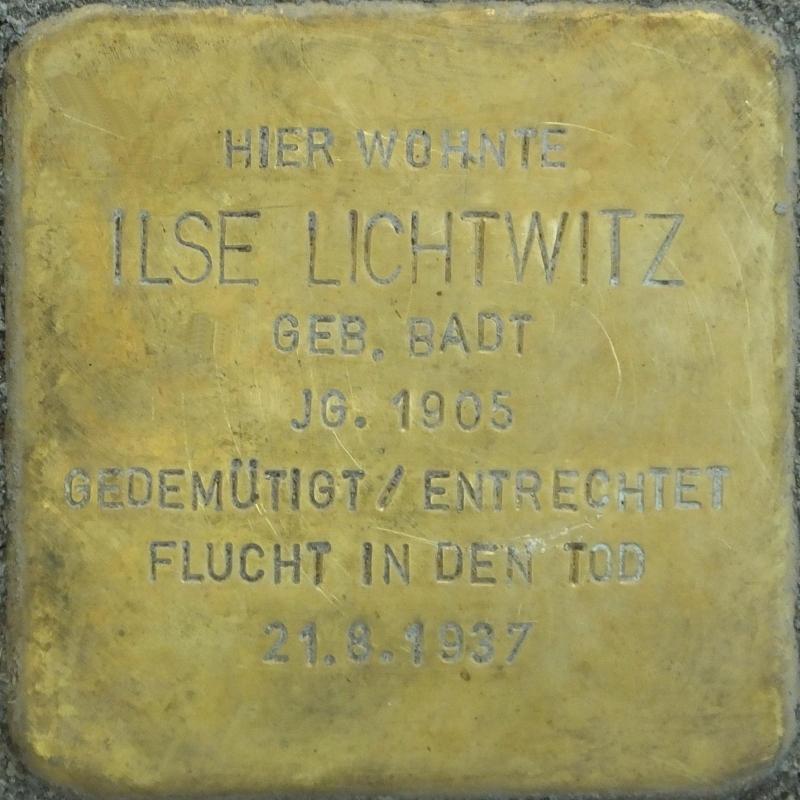 HIER WOHNTE
ILSE LICHTWITZ
GEB. BADT
JG. 1905
GEDEMÜTIGT / ENTRECHTET
FLUCHT IN DEN TOD
21.8.1937